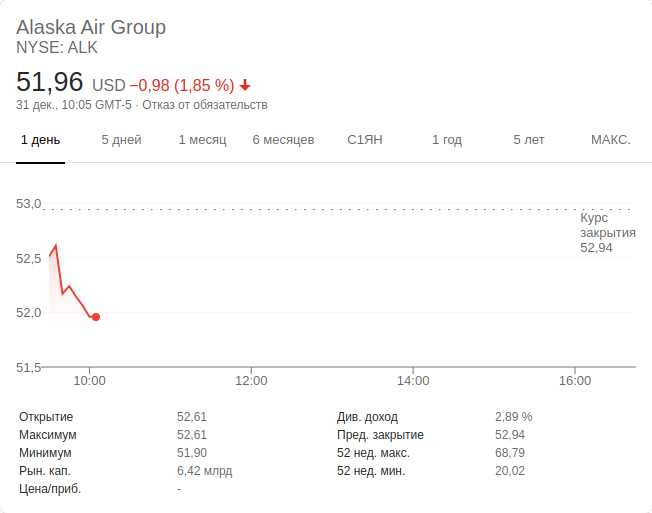 Alaska Air Group
NYSE: ALK
51,96 USD −0,98 (1,85 %)
31 дек., 10:05 GMT-5 · Отказ от обязательств
1 день 5 дней 1 месяц 6 месяцев С1ЯН 1 год 5 лет МАКС.
53,0
Курс
закрытия
52,94
52,5
52,0
51,5
10:00 12:00 14:00 16:00
Открытие 52,61 Див. доход 2,89 %
Максимум 52,61 Пред. закрытие 52,94
Минимум 51,90 52 нед. макс. 68,79
Рын. кап. 6,42 млрд 52 нед. мин. 20,02
Цена/приб. -